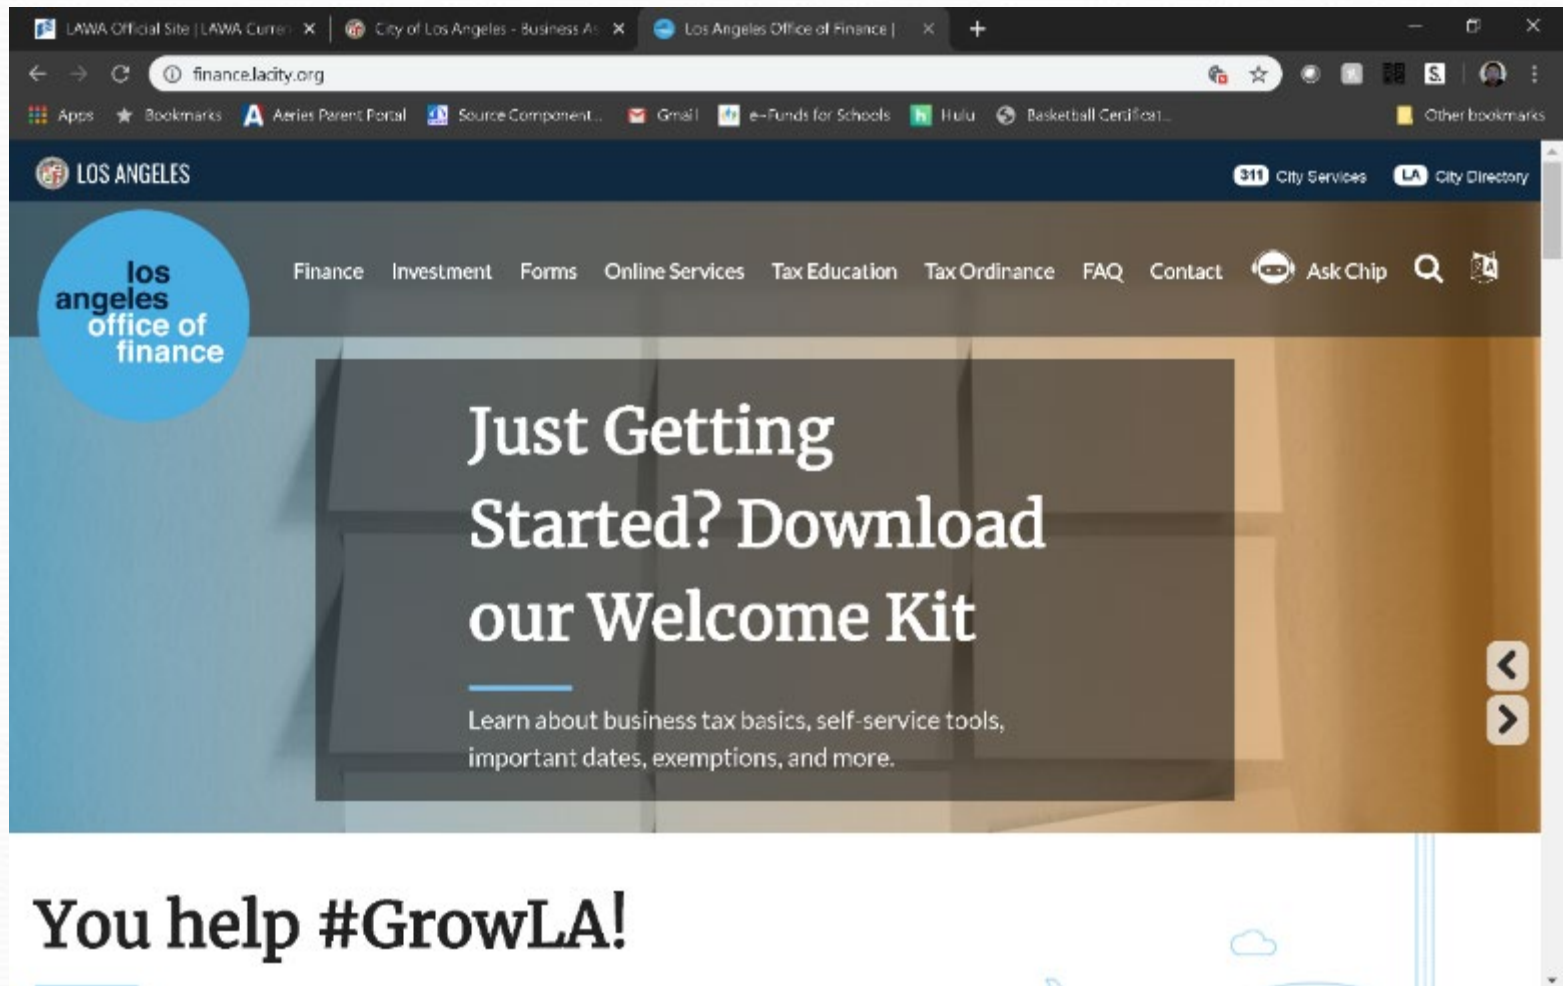 LAWA Official Site | LAWA Curren
City of Los Angeles - Business As
Los Angeles Office of Finance |
finance.lacity.org
Apps
Bookmarks
Aeries Parent Portal
Source Component...
Gmail
e~Funds for Schools
Hulu
Basketball Certificat...
Other bookmarks
LOS ANGELES
311 City Services
LA City Directory
los
angeles
office of
finance
Finance
Investment
Forms
Online Services
Tax Education
Tax Ordinance
FAQ
Contact
Ask Chip
Just Getting
Started? Download
our Welcome Kit
Learn about business tax basics, self-service tools,
important dates, exemptions, and more.
You help #GrowLA!